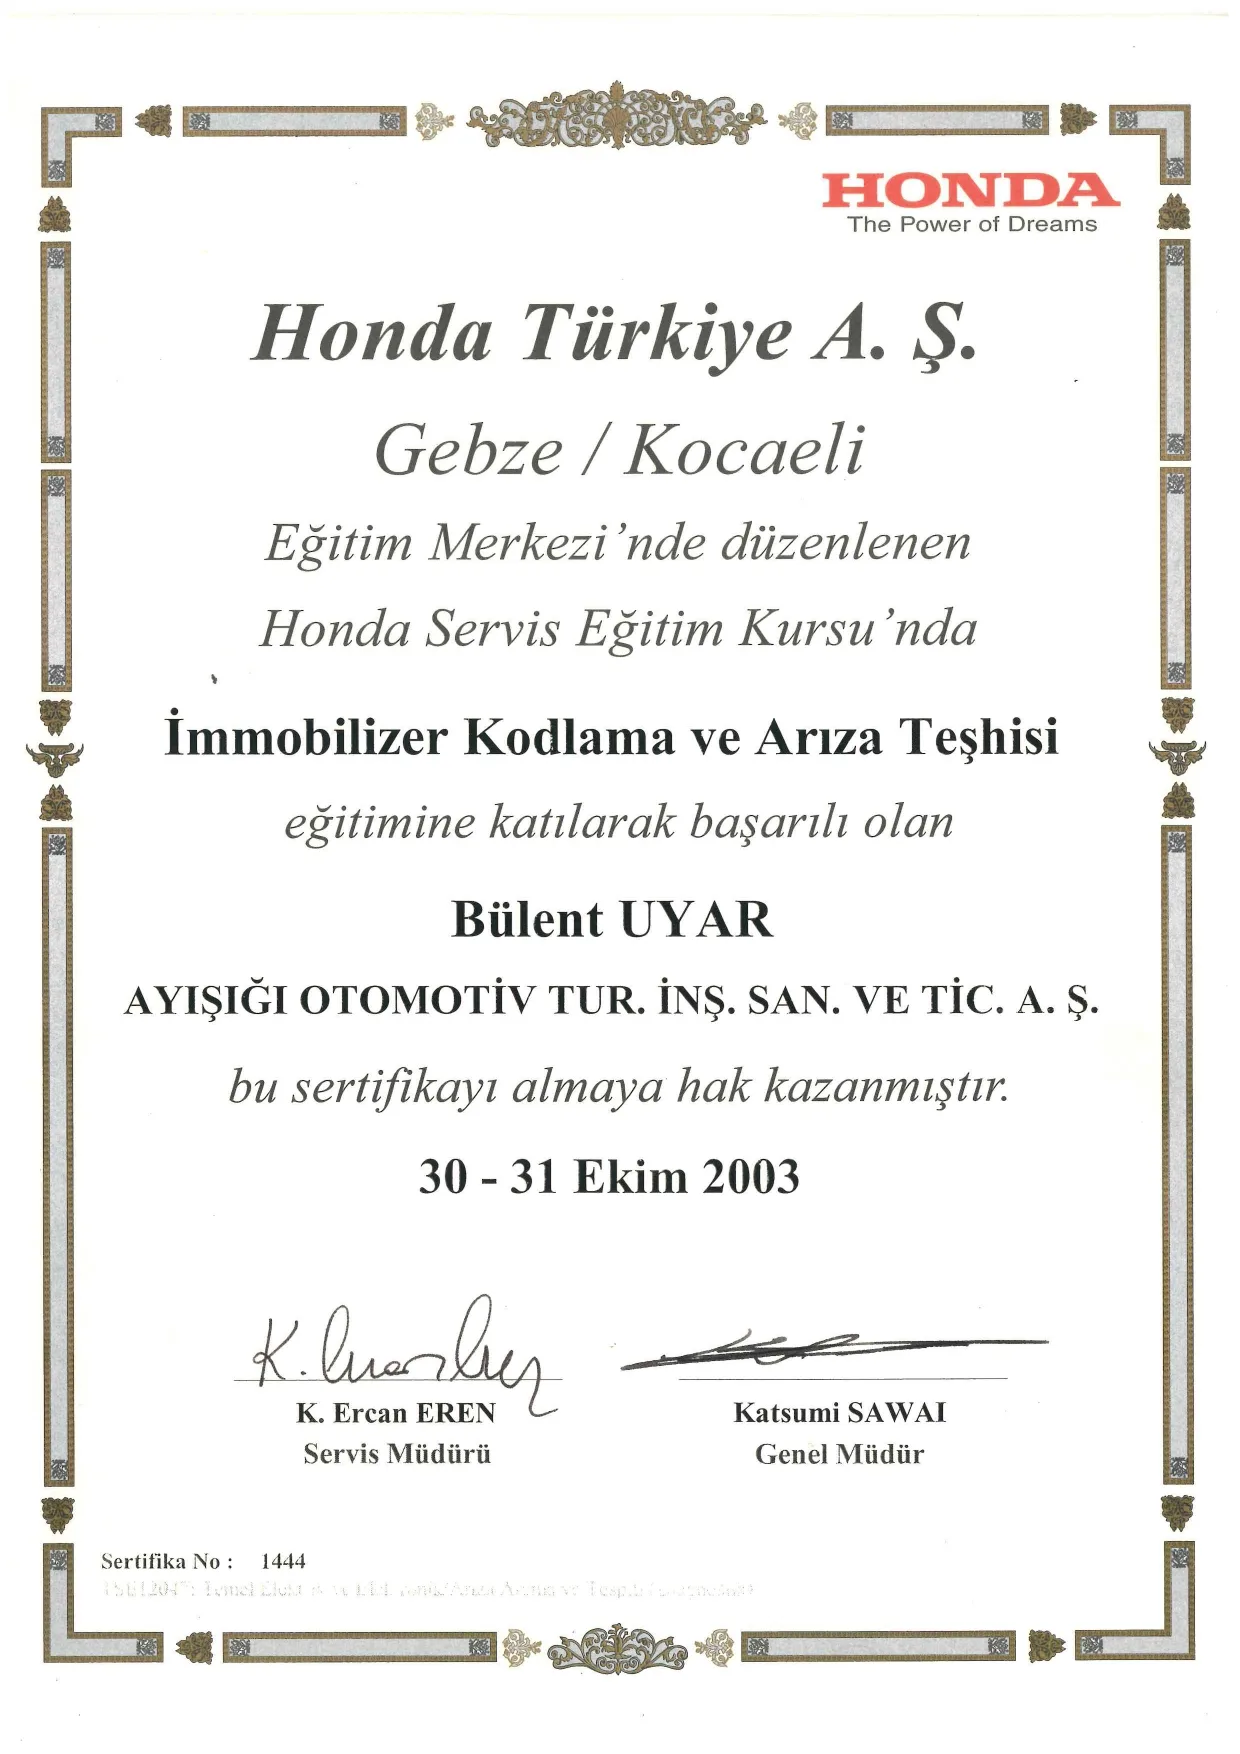 HONDA
The Power of Dreams
Honda Türkiye A. Ş.
Gebze / Kocaeli
Eğitim Merkezi'nde düzenlenen
Honda Servis Eğitim Kursu'nda
İmmobilizer Kodlama ve Arıza Teşhisi
eğitimine katılarak başarılı olan
Bülent UYAR
AYIŞIĞI OTOMOTİV TUR. İNŞ. SAN. VE TİC. A. Ş.
bu sertifikayı almaya hak kazanmıştır.
30 - 31 Ekim 2003
K. Ercan EREN Katsumi SAWAI
Servis Müdürü Genel Müdür
Sertifika No : 1444
Temel